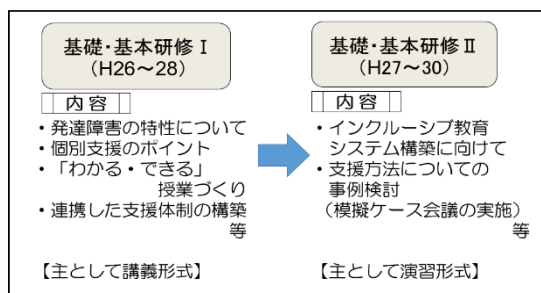 基礎・基本研修Ⅰ
(H26～28)
内容
・発達障害の特性について
・個別支援のポイント
・「わかる・できる」
授業づくり
・連携した支援体制の構築
等
【主として講義形式】
基礎・基本研修Ⅱ
(H27～30)
内容
・インクルーシブ教育
システム構築に向けて
・支援方法についての
事例検討
(模擬ケース会議の実施)
等
【主として演習形式】